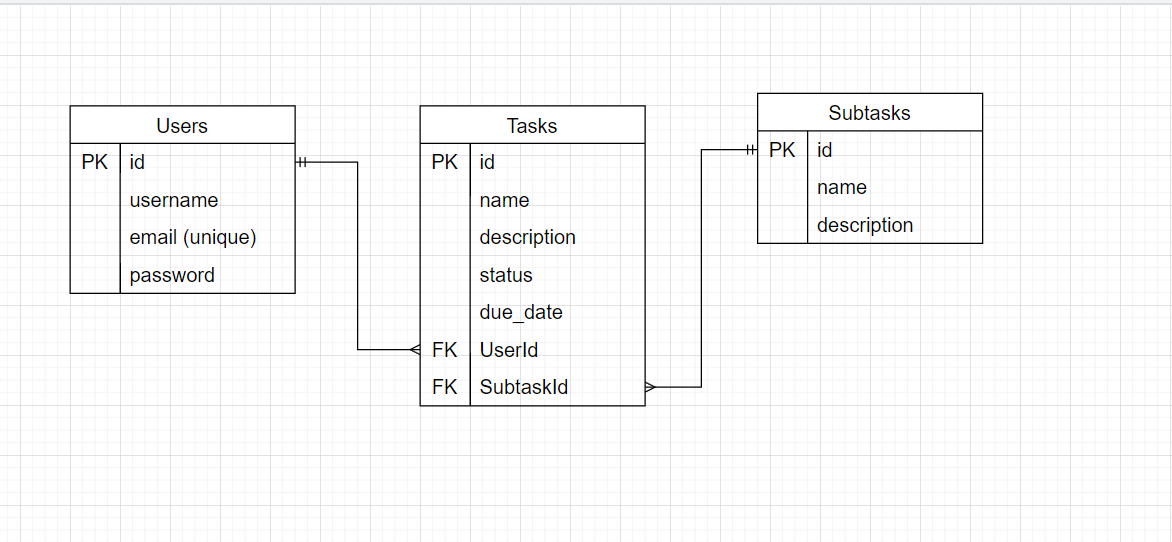 Users
PK id
username
email (unique)
password
Tasks
PK id
name
description
status
due_date
FK UserId
FK SubtaskId
Subtasks
PK id
name
description